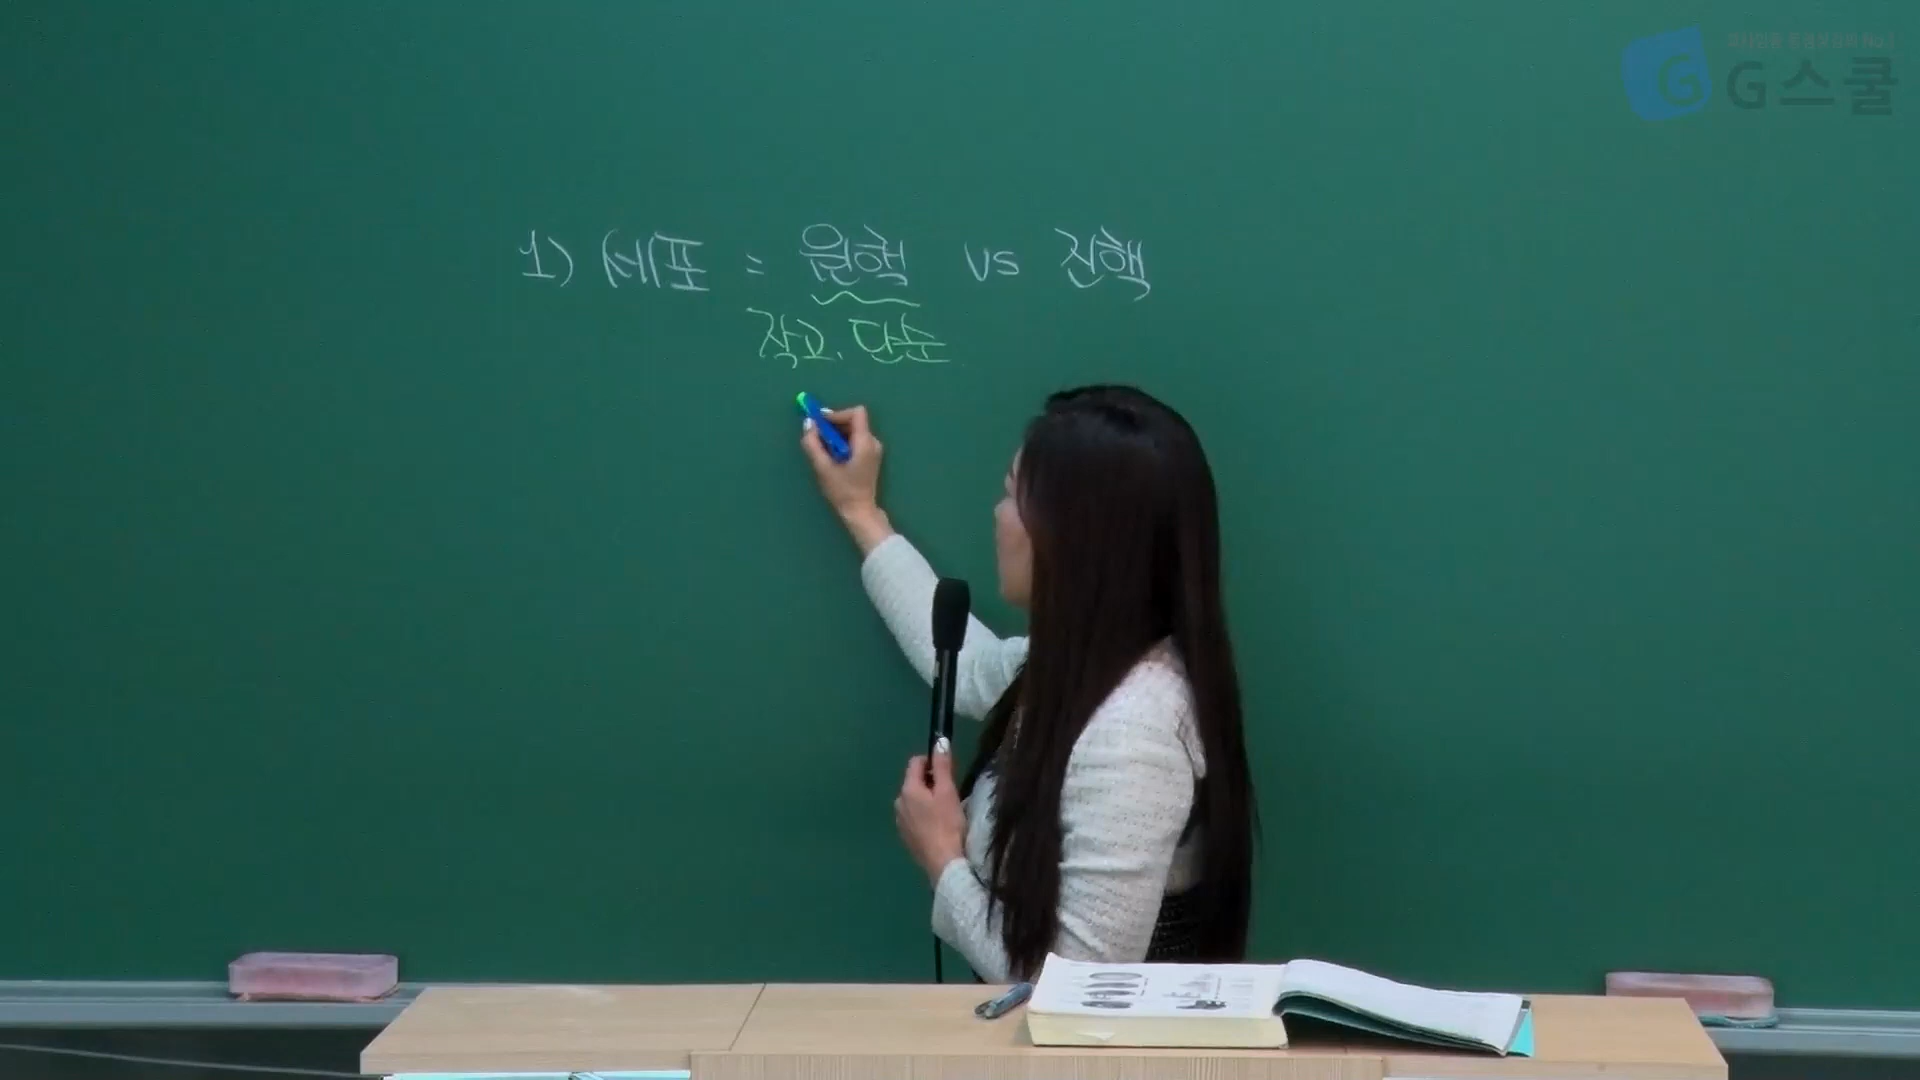 G스쿨
1) 세포 = 원핵 vs 진핵
작고, 단순